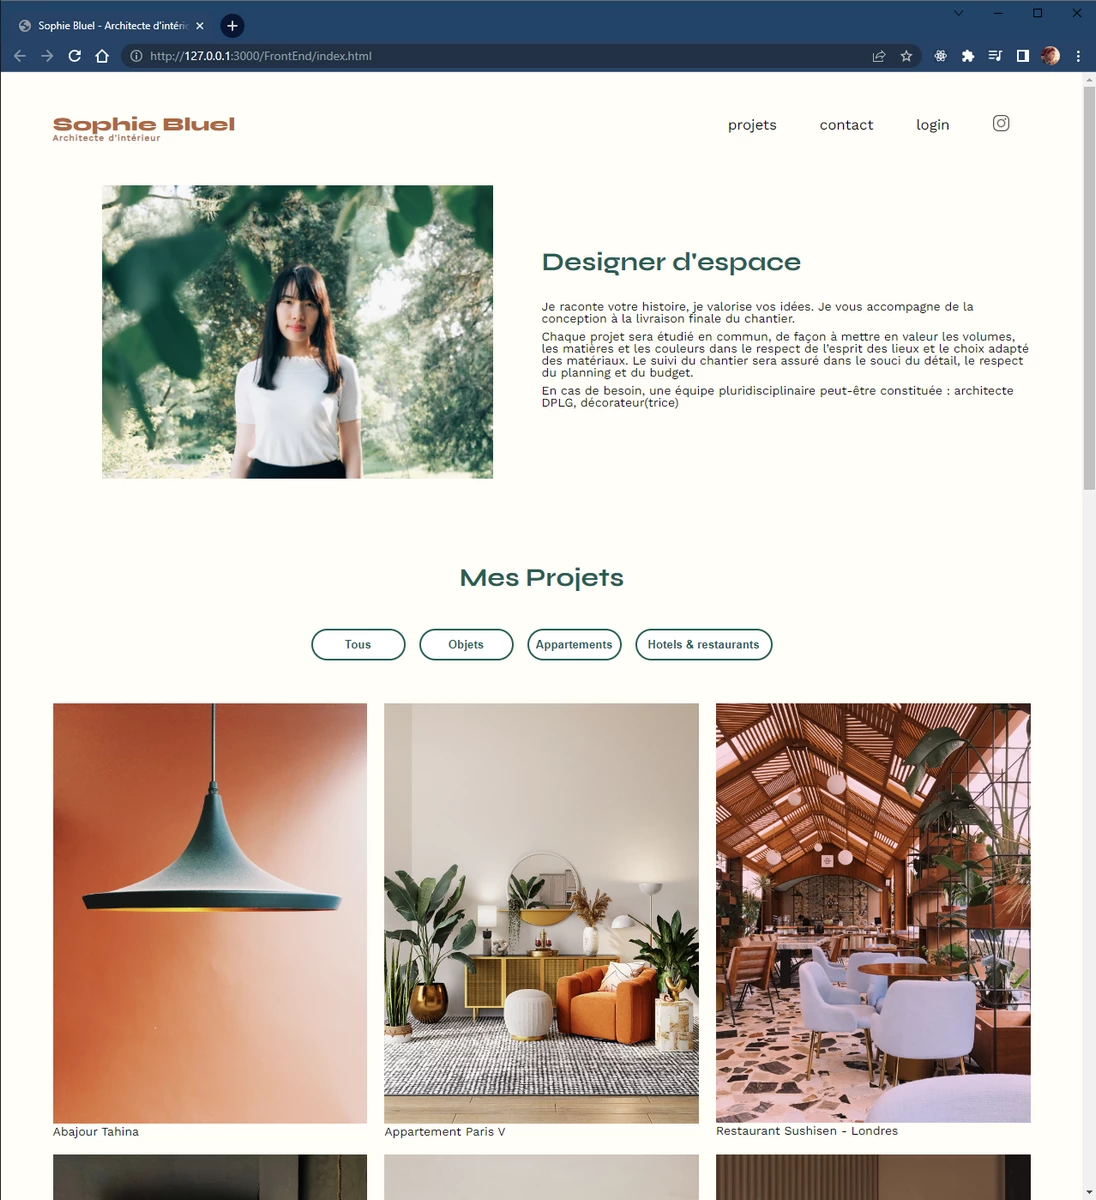 Sophie Bluel - Architecte d'intéri
http://127.0.0.1:3000/FrontEnd/index.html
Sophie Bluel
Architecte d'intérieur
projets
contact
login
Designer d'espace
Je raconte votre histoire, je valorise vos idées. Je vous accompagne de la
conception à la livraison finale du chantier.
Chaque projet sera étudié en commun, de façon à mettre en valeur les volumes,
les matières et les couleurs dans le respect de l'esprit des lieux et le choix adapté
des matériaux. Le suivi du chantier sera assuré dans le souci du détail, le respect
du planning et du budget.
En cas de besoin, une équipe pluridisciplinaire peut-être constituée : architecte
DPLG, décorateur(trice)
Mes Projets
Tous
Objets
Appartements
Hotels & restaurants
Abajour Tahina
Appartement Paris V
Restaurant Sushisen - Londres